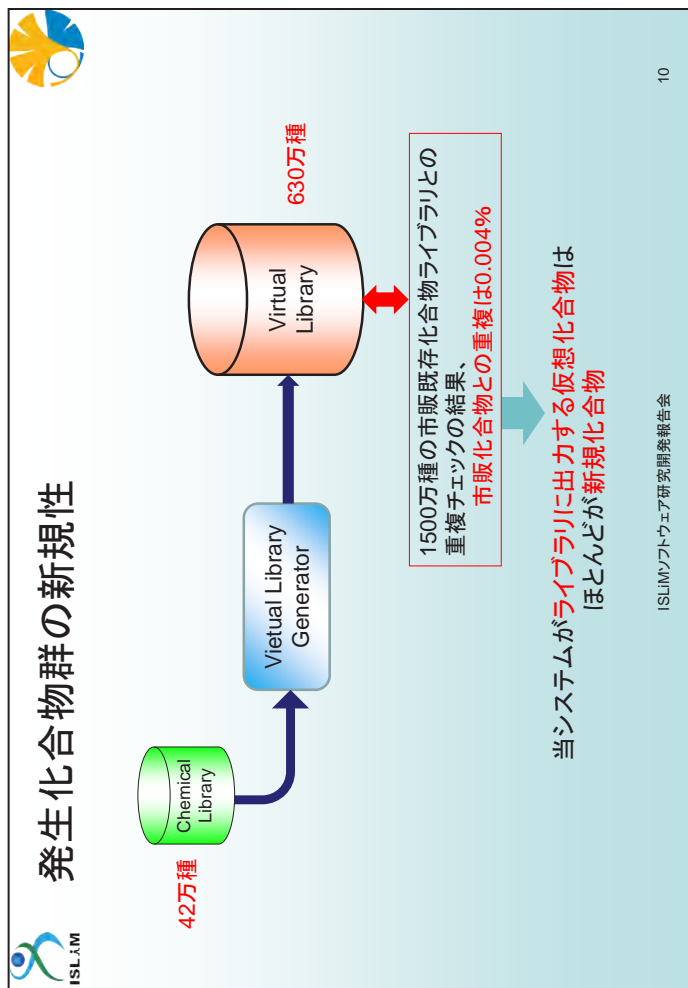 ISLiM
発生化合物群の新規性
42万種
Chemical
Library
Vietual Library
Generator
Virtual
Library
630万種
1500万種の市販既存化合物ライブラリとの
重複チェックの結果、
市販化合物との重複は0.004%
当システムがライブラリに出力する仮想化合物は
ほとんどが新規化合物
ISLiMソフトウェア研究開発報告会
10